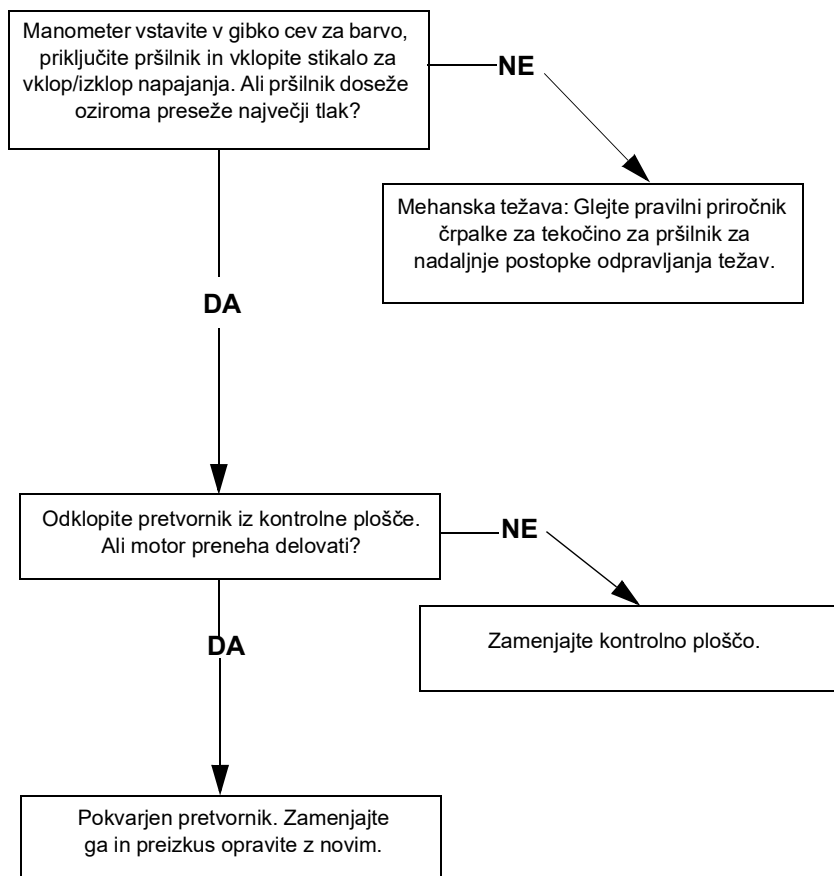 Manometer vstavite v gibko cev za barvo,
priključite pršilnik in vklopite stikalo za
vklop/izklop napajanja. Ali pršilnik doseže
oziroma preseže največji tlak?
NE
Mehanska težava: Glejte pravilni priročnik
črpalke za tekočino za pršilnik za
nadaljnje postopke odpravljanja težav.
DA
Odklopite pretvornik iz kontrolne plošče.
Ali motor preneha delovati?
NE
Zamenjajte kontrolno ploščo.
DA
Pokvarjen pretvornik. Zamenjajte
ga in preizkus opravite z novim.